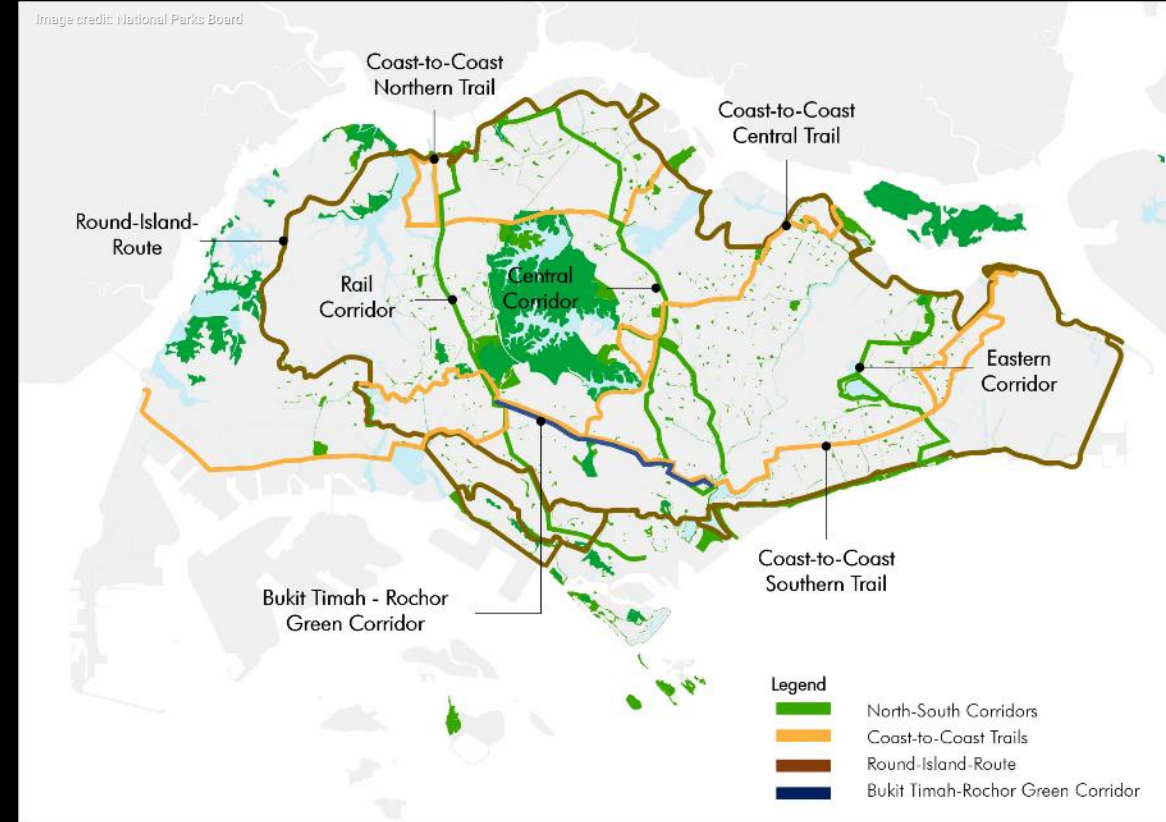 Image credit: National Parks Board
Coast-to-Coast
Northern Trail
Coast-to-Coast
Central Trail
Round-Island-
Route
Rail
Corridor
Central
Corridor
Eastern
Corridor
Coast-to-Coast
Southern Trail
Bukit Timah - Rochor
Green Corridor
Legend
North-South Corridors
Coast-to-Coast Trails
Round-Island-Route
Bukit Timah-Rochor Green Corridor